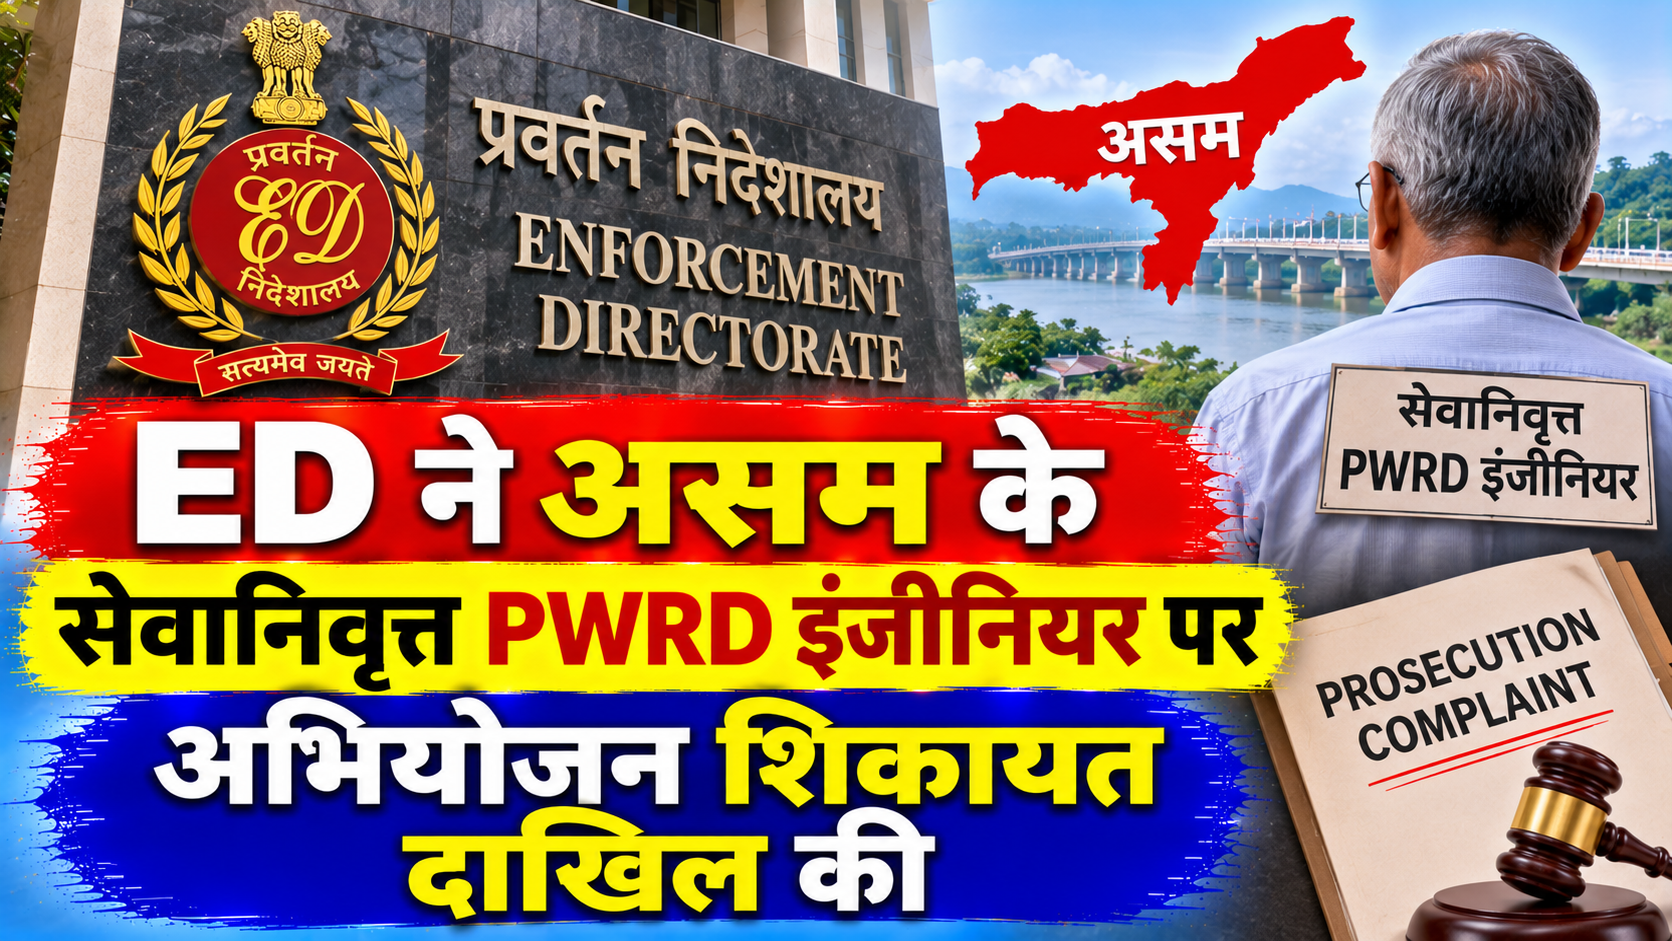 प्रवर्तन
ED
निदेशालय
सत्यमेव जयते
प्रवर्तन निदेशालय
ENFORCEMENT
DIRECTORATE
असम
सेवानिवृत्त
PWRD इंजीनियर
ED ने असम के
सेवानिवृत्त PWRD इंजीनियर पर
अभियोजन शिकायत
दाखिल की
PROSECUTION
COMPLAINT